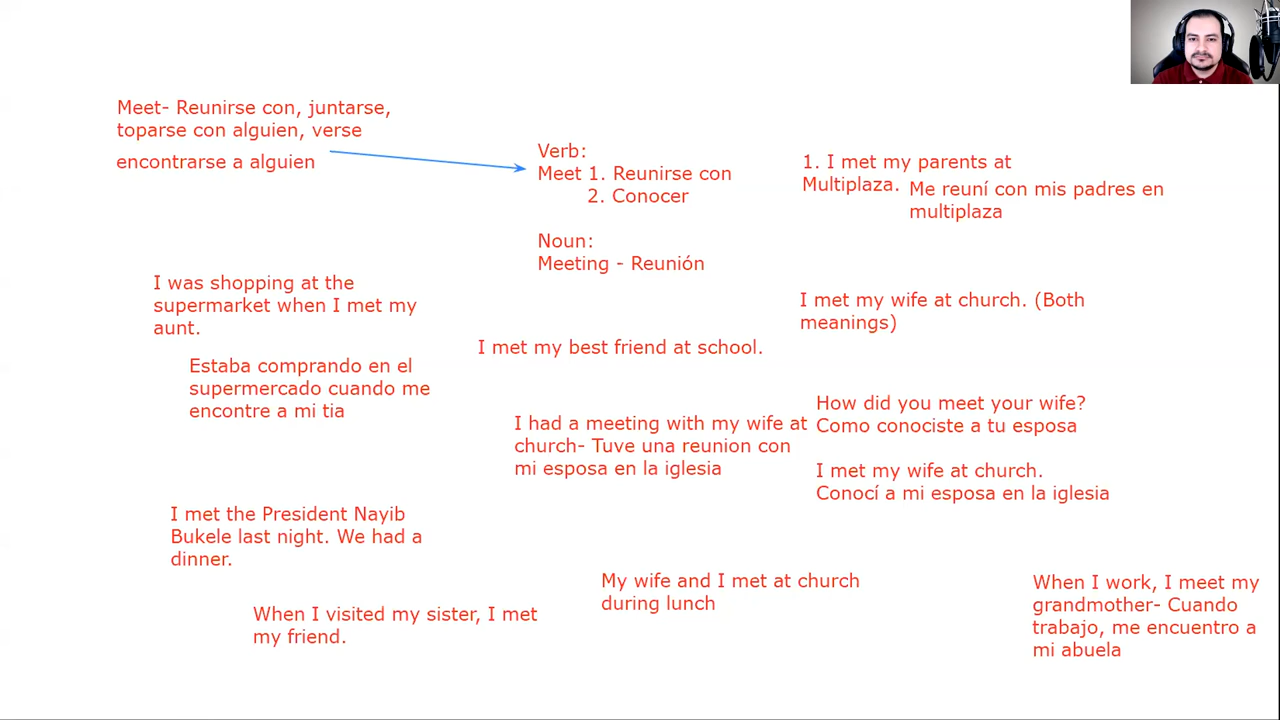 Meet- Reunirse con, juntarse,
toparse con alguien, verse
encontrarse a alguien
Verb:
Meet 1. Reunirse con
2. Conocer
Noun:
Meeting - Reunión
1. I met my parents at
Multiplaza.
Me reuní con mis padres en
multiplaza
I was shopping at the
supermarket when I met my
aunt.
Estaba comprando en el
supermercado cuando me
encontre a mi tia
I met my best friend at school.
I met my wife at church. (Both
meanings)
I had a meeting with my wife at
church- Tuve una reunion con
mi esposa en la iglesia
How did you meet your wife?
Como conociste a tu esposa
I met my wife at church.
Conocí a mi esposa en la iglesia
I met the President Nayib
Bukele last night. We had a
dinner.
When I visited my sister, I met
my friend.
My wife and I met at church
during lunch
When I work, I meet my
grandmother- Cuando
trabajo, me encuentro a
mi abuela